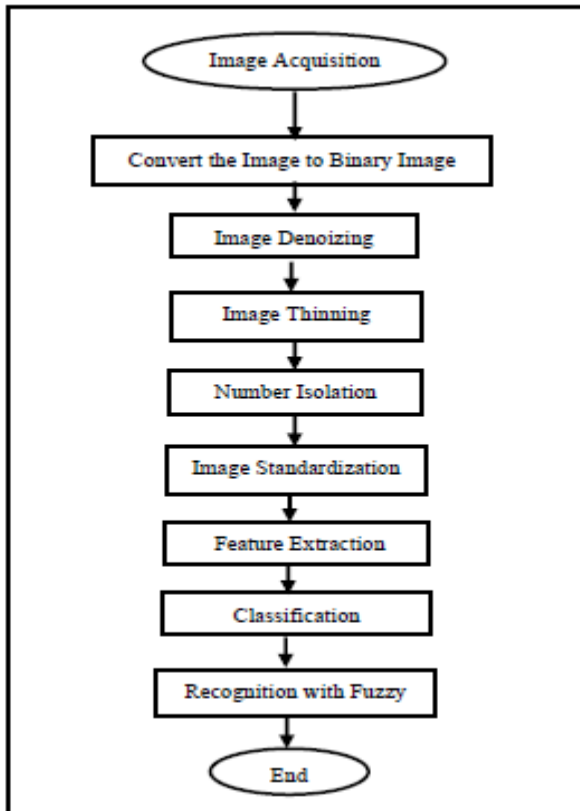 Image Acquisition
Convert the Image to Binary Image
Image Denoizing
Image Thinning
Number Isolation
Image Standardization
Feature Extraction
Classification
Recognition with Fuzzy
End